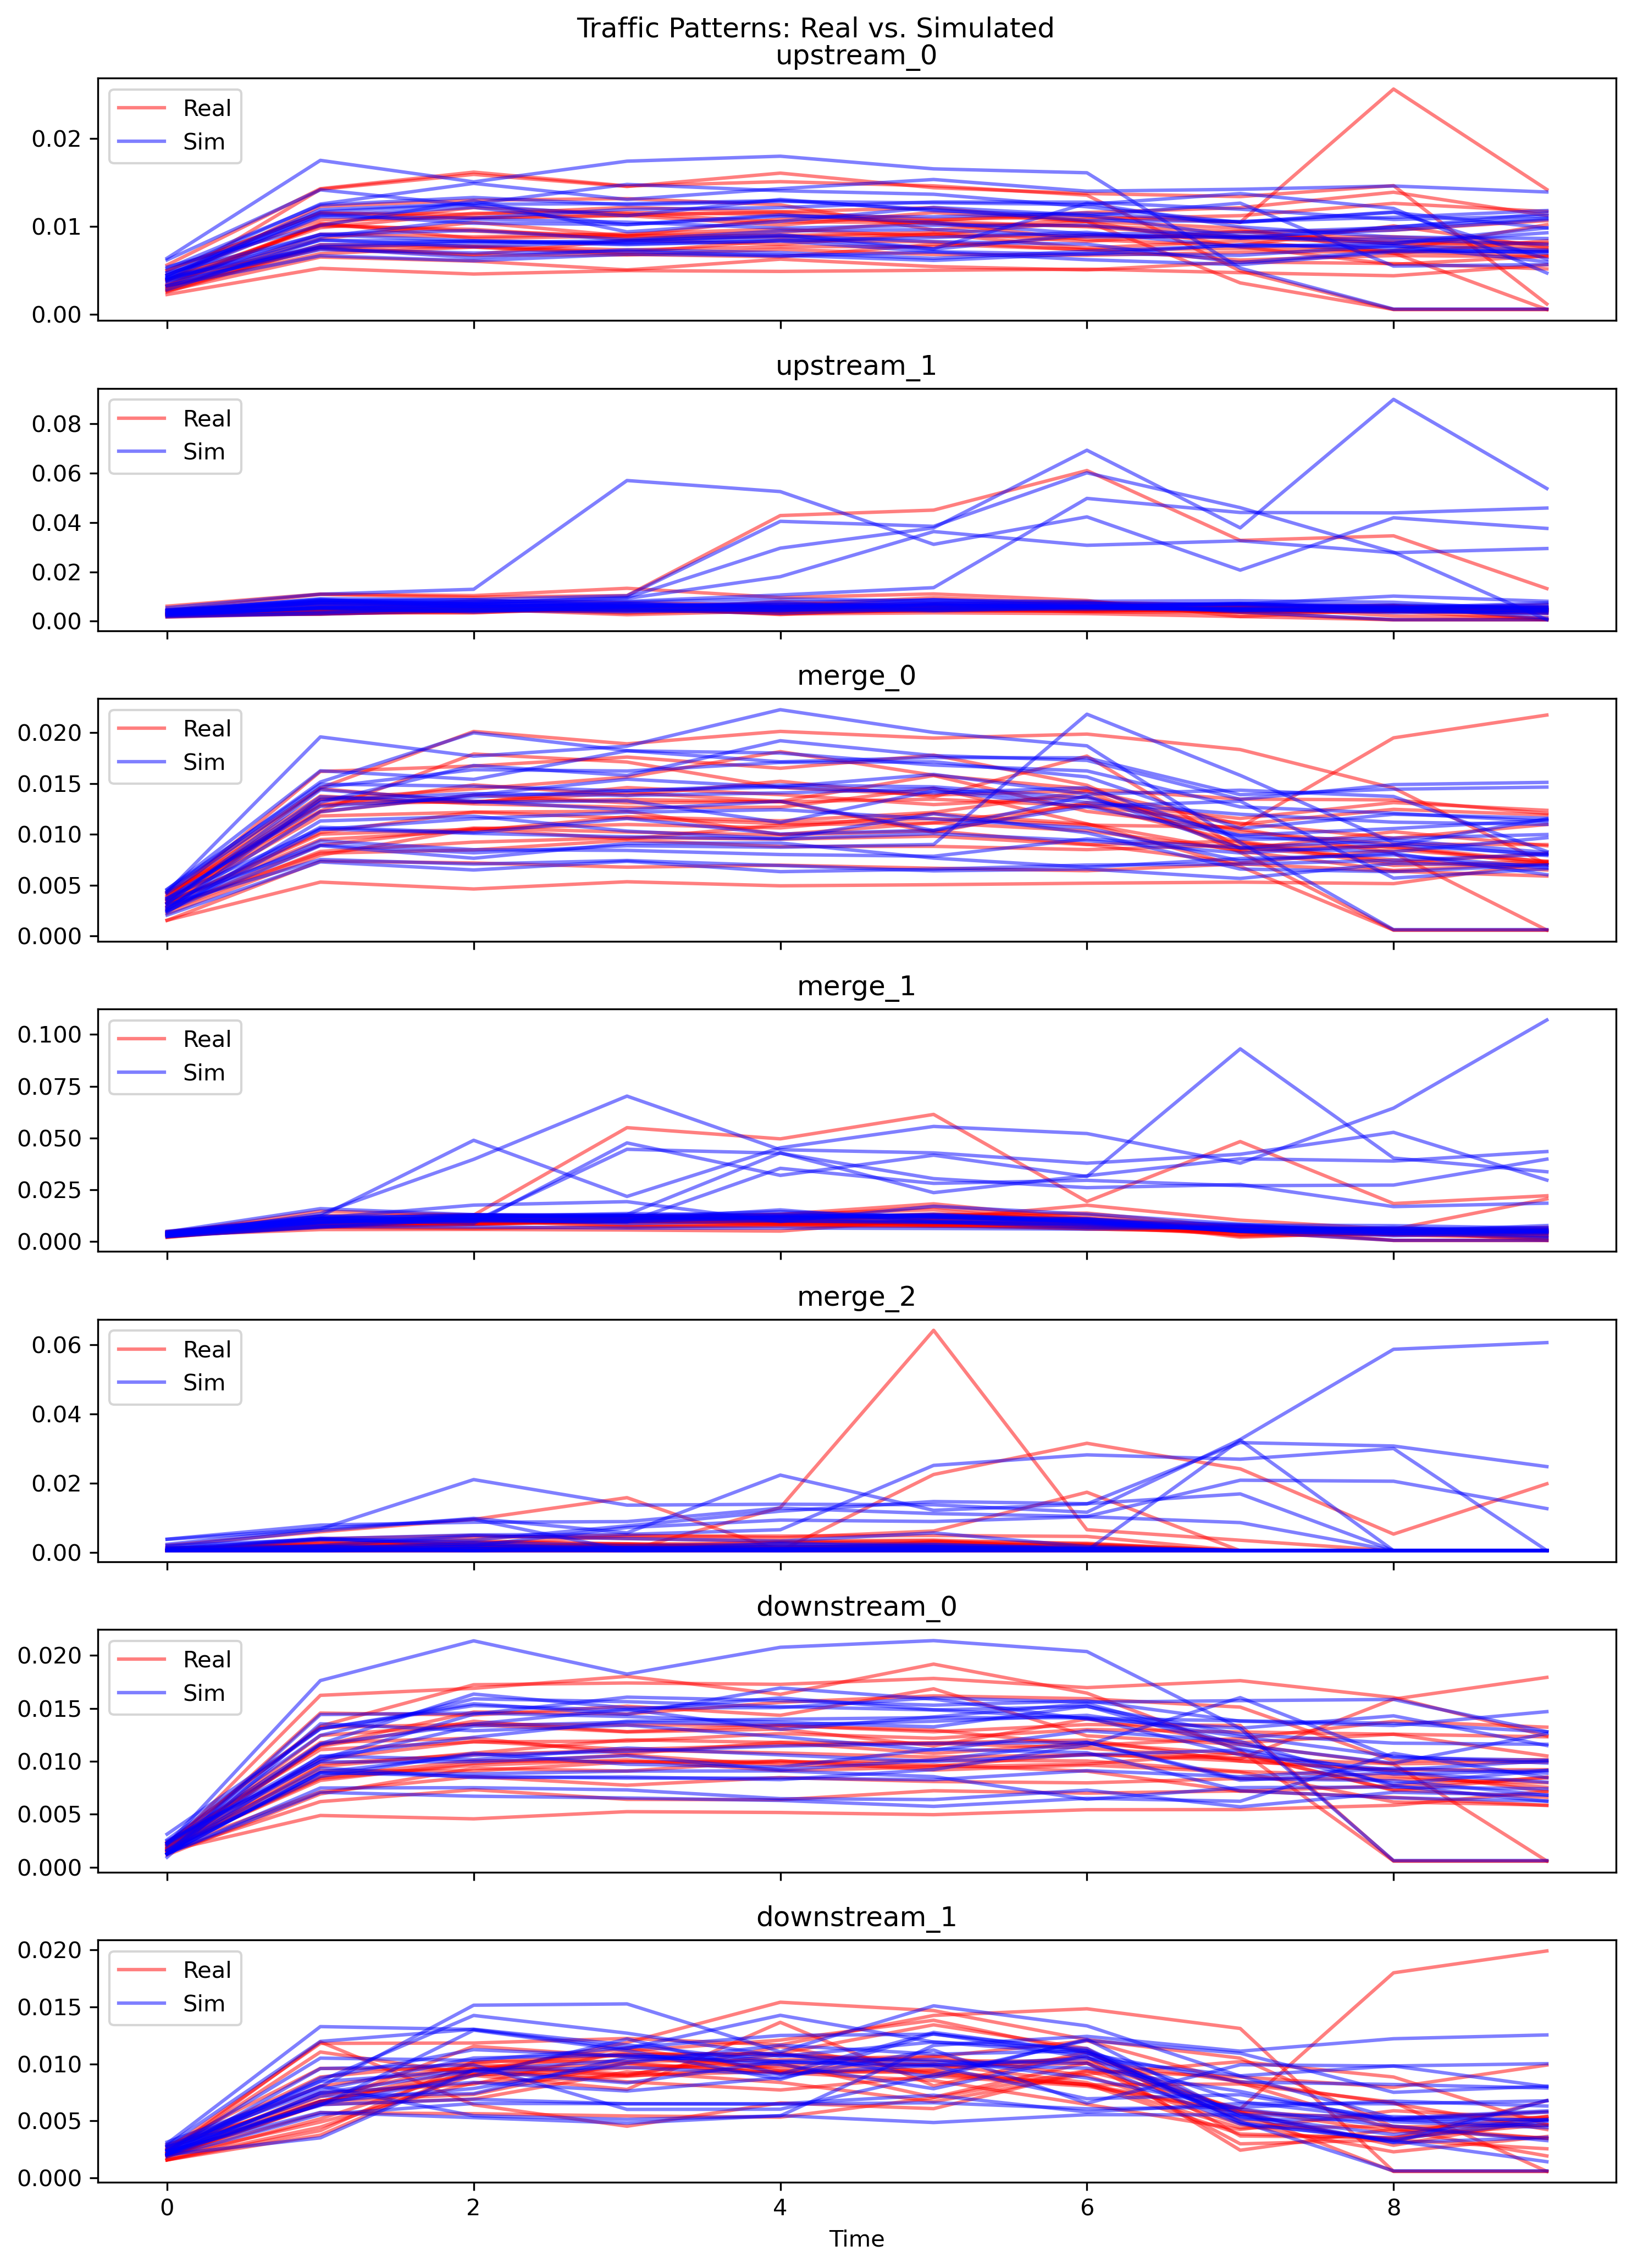 Traffic Patterns: Real vs. Simulated
upstream_0
Real
Sim
0.02
0.01
0.00
upstream_1
Real
Sim
0.08
0.06
0.04
0.02
0.00
merge_0
Real
Sim
0.020
0.015
0.010
0.005
0.000
merge_1
Real
Sim
0.100
0.075
0.050
0.025
0.000
merge_2
Real
Sim
0.06
0.04
0.02
0.00
downstream_0
Real
Sim
0.020
0.015
0.010
0.005
0.000
downstream_1
Real
Sim
0.020
0.015
0.010
0.005
0.000
0 2 4 6 8
Time